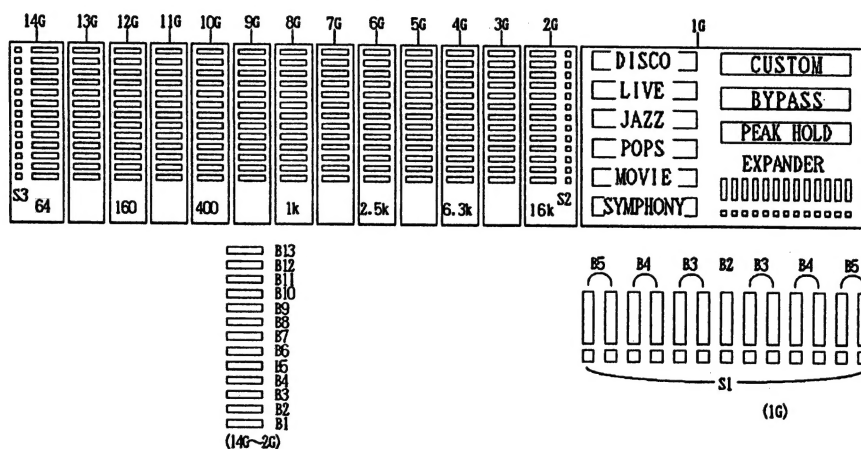 14G 13G 12G 11G 10G 9G 8G 7G 6G 5G 4G 3G 2G 1G
DISCO CUSTOM
LIVE BYPASS
JAZZ PEAK HOLD
POPS EXPANDER
MOVIE
SYMPHONY
S3 S2
64 160 400 1k 2.5k 6.3k 16k
B13
B12
B11
B10
B9
B8
B7
B6
B5
B4
B3
B2
B1
(14G~2G)
B5 B4 B3 B2 B3 B4 B5
S1
(1G)